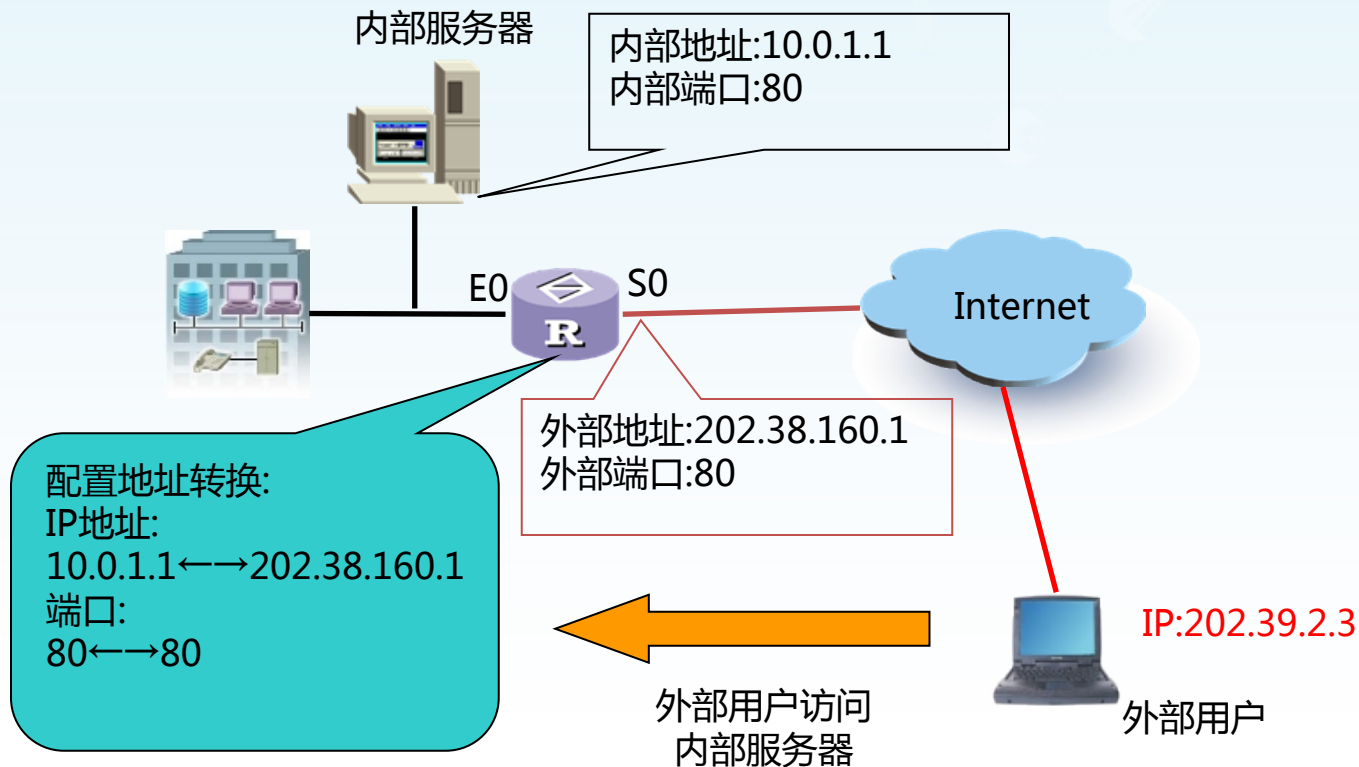 内部服务器
内部地址:10.0.1.1
内部端口:80
E0
S0
R
Internet
外部地址:202.38.160.1
外部端口:80
配置地址转换:
IP地址:
10.0.1.1←→202.38.160.1
端口:
80←→80
IP:202.39.2.3
外部用户
外部用户访问
内部服务器